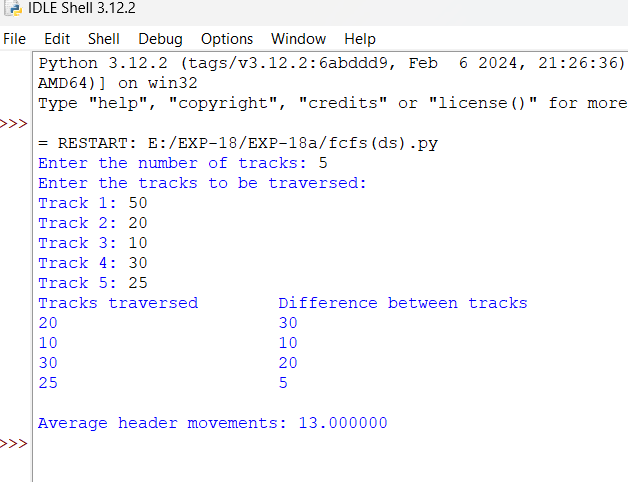 IDLE Shell 3.12.2
File Edit Shell Debug Options Window Help
Python 3.12.2 (tags/v3.12.2:6abddd9, Feb  6 2024, 21:26:36)
AMD64)] on win32
Type "help", "copyright", "credits" or "license()" for more
>>>
= RESTART: E:/EXP-18/EXP-18a/fcfs(ds).py
Enter the number of tracks: 5
Enter the tracks to be traversed:
Track 1: 50
Track 2: 20
Track 3: 10
Track 4: 30
Track 5: 25
Tracks traversed        Difference between tracks
20                      30
10                      10
30                      20
25                      5
Average header movements: 13.000000
>>>